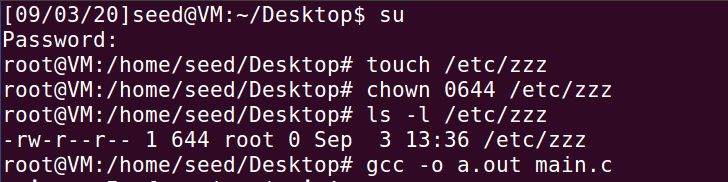 [09/03/20]seed@VM:~/Desktop$ su
Password:
root@VM:/home/seed/Desktop# touch /etc/zzz
root@VM:/home/seed/Desktop# chown 0644 /etc/zzz
root@VM:/home/seed/Desktop# ls -l /etc/zzz
-rw-r--r-- 1 644 root 0 Sep  3 13:36 /etc/zzz
root@VM:/home/seed/Desktop# gcc -o a.out main.c